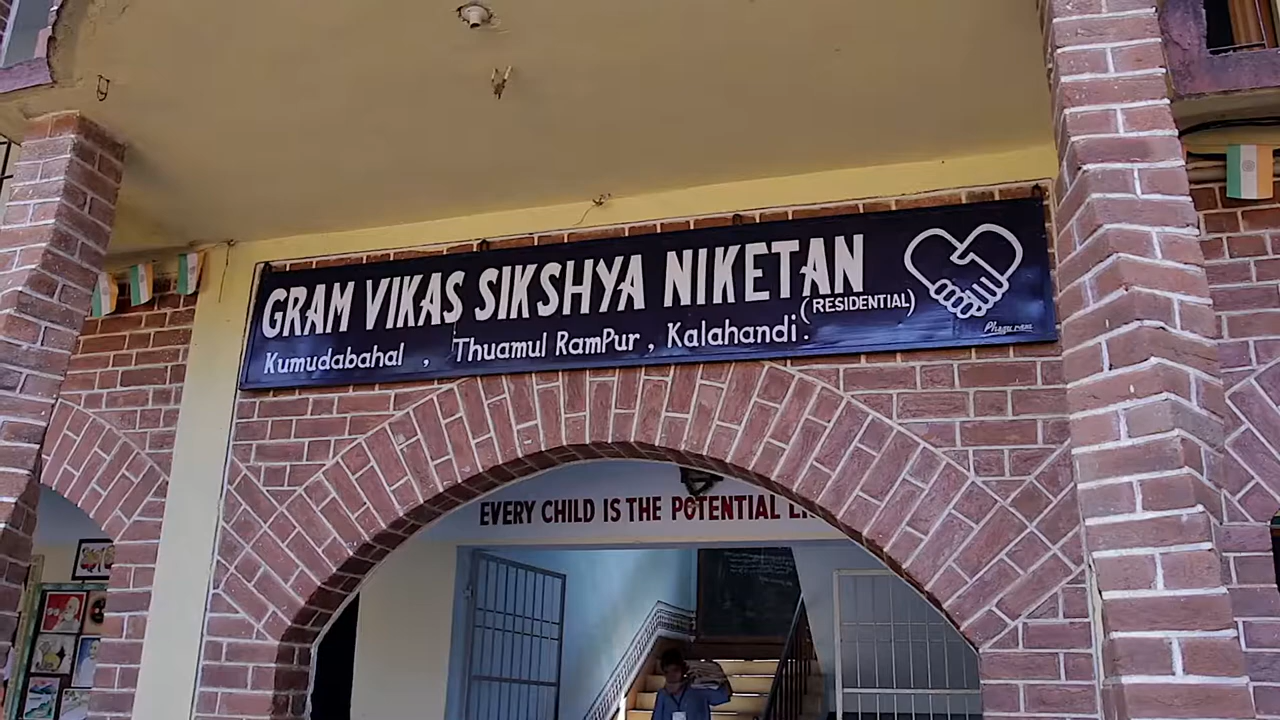 GRAM VIKAS SIKSHYA NIKETAN
(RESIDENTIAL)
Kumudabahal , Thuamul RamPur , Kalahandi.
EVERY CHILD IS THE POTENTIAL